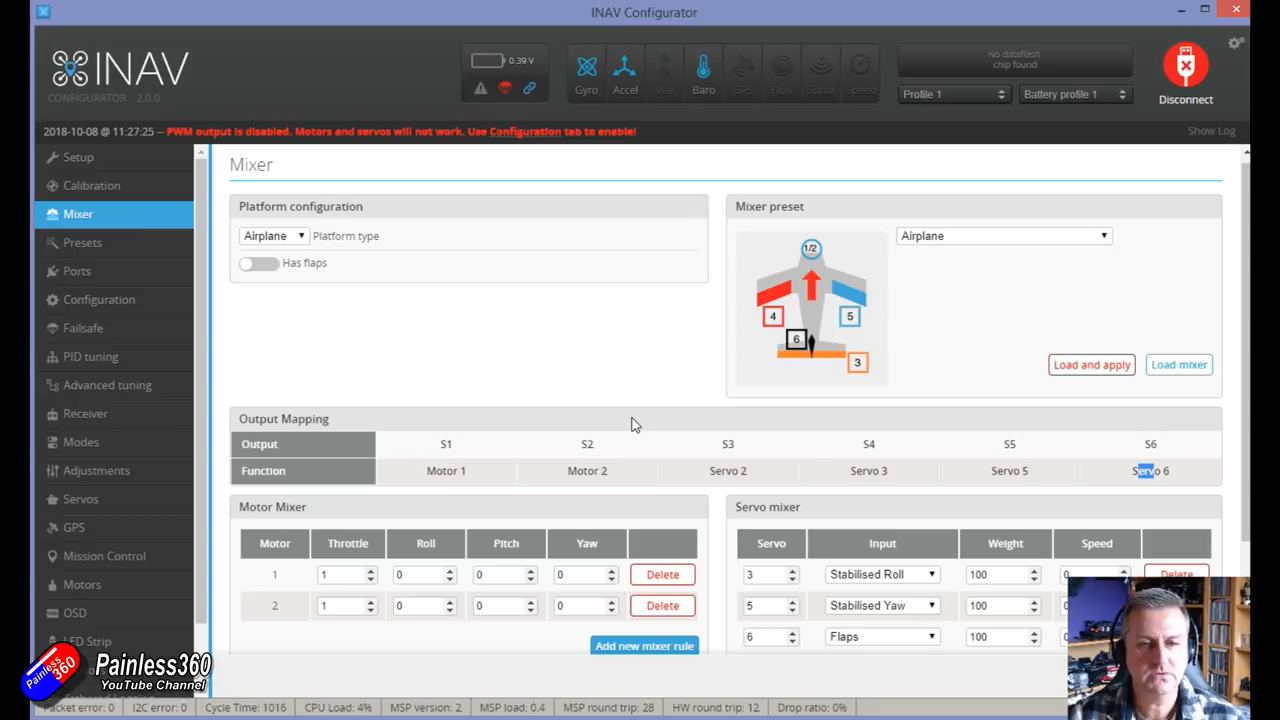 INAV Configurator
INAV
CONFIGURATOR 2.0.0
0.39 V
Gyro
Accel
Mag
Baro
GPS
Flow
Sonar
Speed
No dataflash
chip found
Profile 1
Battery profile 1
Disconnect
2018-10-08 @ 11:27:25 -- PWM output is disabled. Motors and servos will not work. Use Configuration tab to enable!
Show Log
Setup
Calibration
Mixer
Presets
Ports
Configuration
Failsafe
PID tuning
Advanced tuning
Receiver
Modes
Adjustments
Servos
GPS
Mission Control
Motors
OSD
LED Strip
Mixer
Platform configuration
Airplane Platform type
Has flaps
Mixer preset
Airplane
1/2
4
5
6
3
Load and apply
Load mixer
Output Mapping
Output S1 S2 S3 S4 S5 S6
Function Motor 1 Motor 2 Servo 2 Servo 3 Servo 5 Servo 6
Motor Mixer
Motor Throttle Roll Pitch Yaw
1 1 0 0 0 Delete
2 1 0 0 0 Delete
Add new mixer rule
Servo mixer
Servo Input Weight Speed
3 Stabilised Roll 100 0 Delete
5 Stabilised Yaw 100
6 Flaps 100
Painless360
Painless360
YouTube Channel
Packet error: 0 I2C error: 0 Cycle Time: 1016 CPU Load: 4% MSP version: 2 MSP load: 0.4 MSP round trip: 28 HW round trip: 12 Drop ratio: 0%